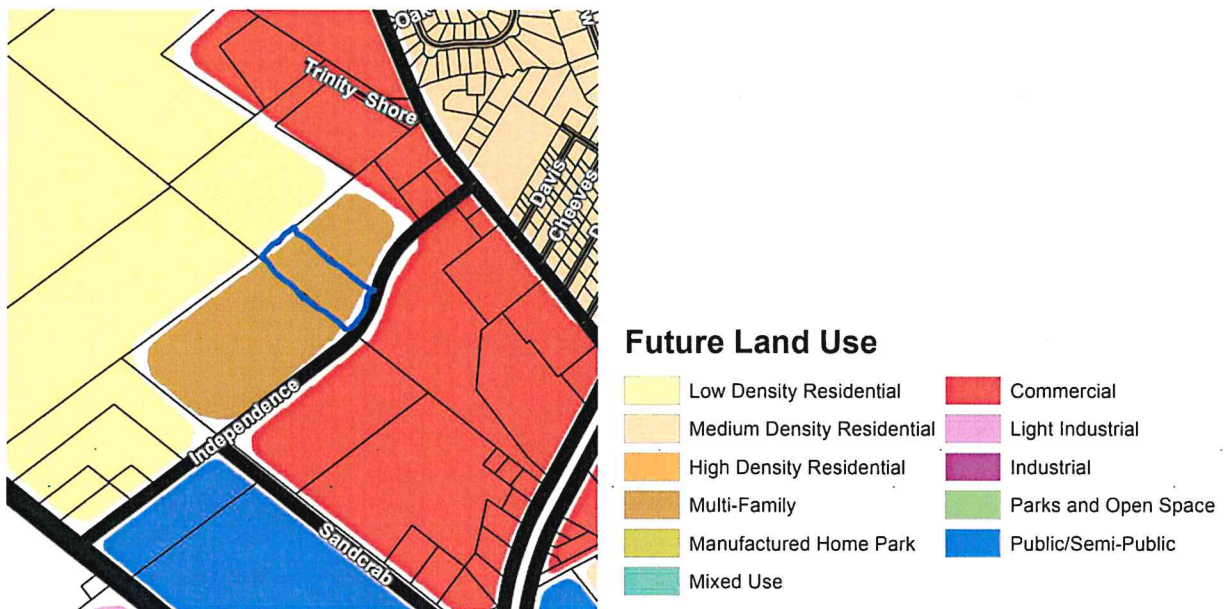 Oak
Trinity Shore
Davis
Cheeves
D
Independence
Sandcrab
Future Land Use
Low Density Residential
Medium Density Residential
High Density Residential
Multi-Family
Manufactured Home Park
Mixed Use
Commercial
Light Industrial
Industrial
Parks and Open Space
Public/Semi-Public